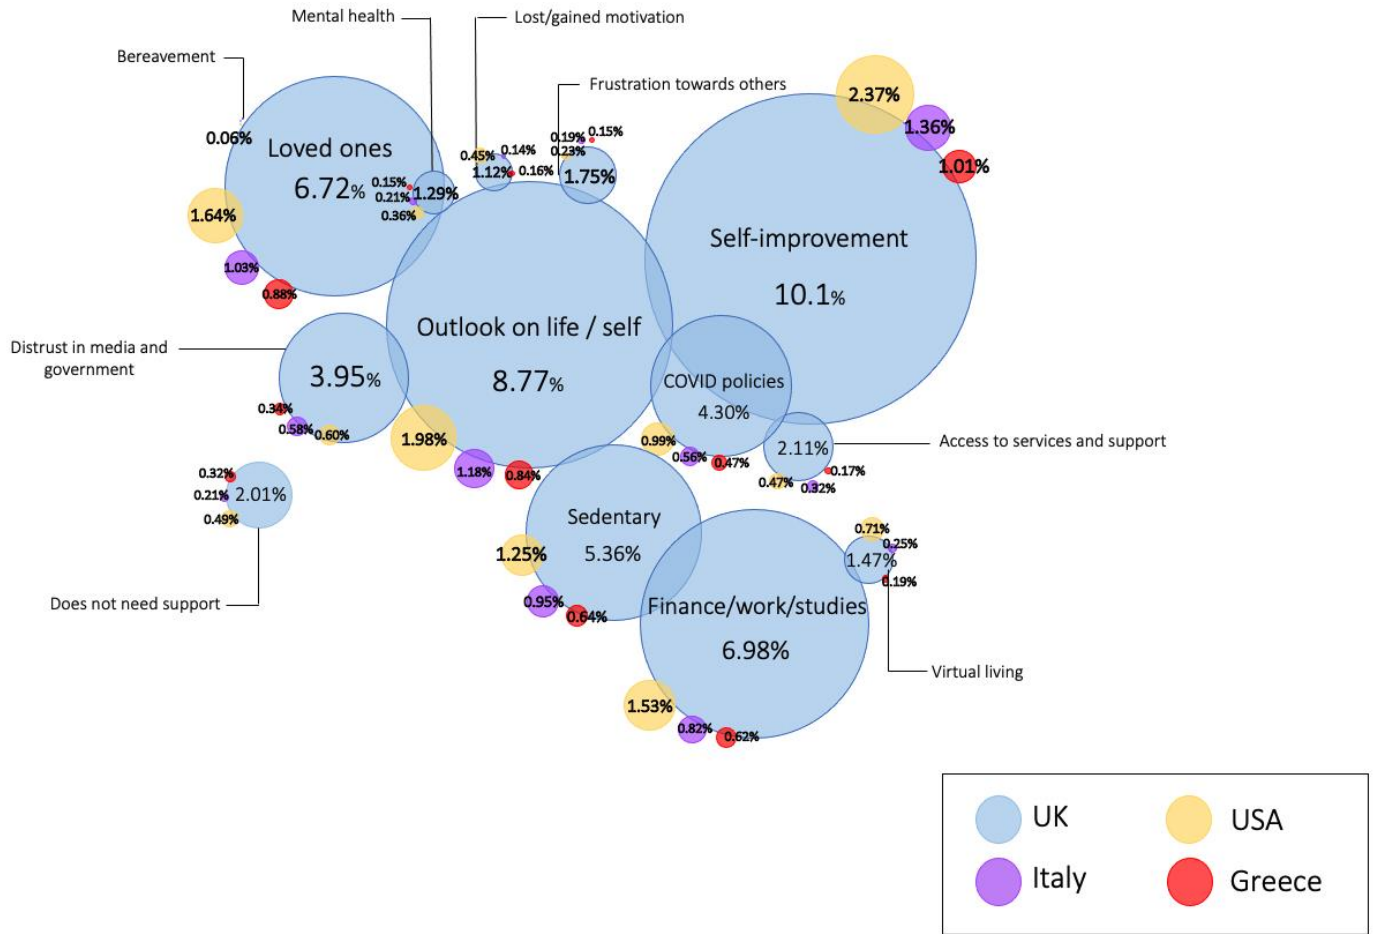 Mental health
Lost/gained motivation
Bereavement
Frustration towards others
0.06%
Loved ones
6.72%
1.64%
1.03%
0.88%
0.15%
0.21%
0.36%
1.29%
0.45%
0.14%
1.12%
0.16%
0.19%
0.15%
0.23%
1.75%
2.37%
1.36%
1.01%
Self-improvement
10.1%
Outlook on life / self
8.77%
1.98%
1.18%
0.84%
Distrust in media and
government
3.95%
0.34%
0.58%
0.60%
COVID policies
4.30%
0.99%
0.56%
0.47%
2.11%
Access to services and support
0.47%
0.17%
0.32%
0.32%
0.21%
2.01%
0.49%
Does not need support
Sedentary
5.36%
1.25%
0.95%
0.64%
0.71%
0.25%
1.47%
0.19%
Finance/work/studies
6.98%
Virtual living
1.53%
0.82%
0.62%
UK
USA
Italy
Greece